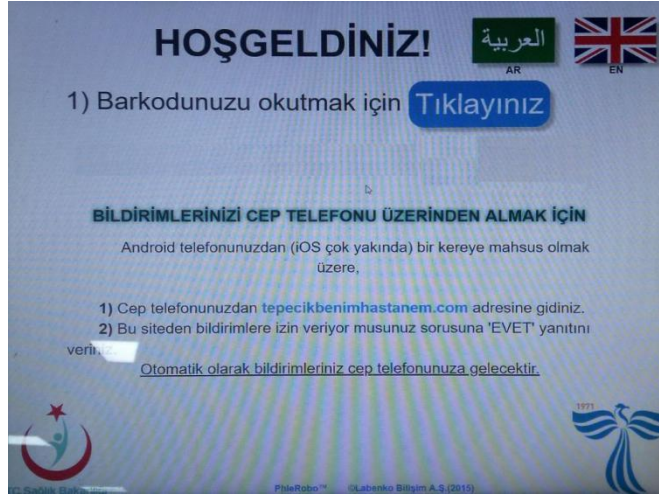 HOŞGELDİNİZ!
العربية
AR
EN
1) Barkodunuzu okutmak için Tıklayınız
BİLDİRİMLERİNİZİ CEP TELEFONU ÜZERİNDEN ALMAK İÇİN
Android telefonunuzdan (iOS çok yakında) bir kereye mahsus olmak
üzere,
1) Cep telefonunuzdan tepecikbenimhastanem.com adresine gidiniz.
2) Bu siteden bildirimlere izin veriyor musunuz sorusuna 'EVET' yanıtını
veriniz.
Otomatik olarak bildirimleriniz cep telefonunuza gelecektir.
1971
TC Sağlık Bakanlığı
PhleRobo™ ©Labenko Bilişim A.Ş.(2015)